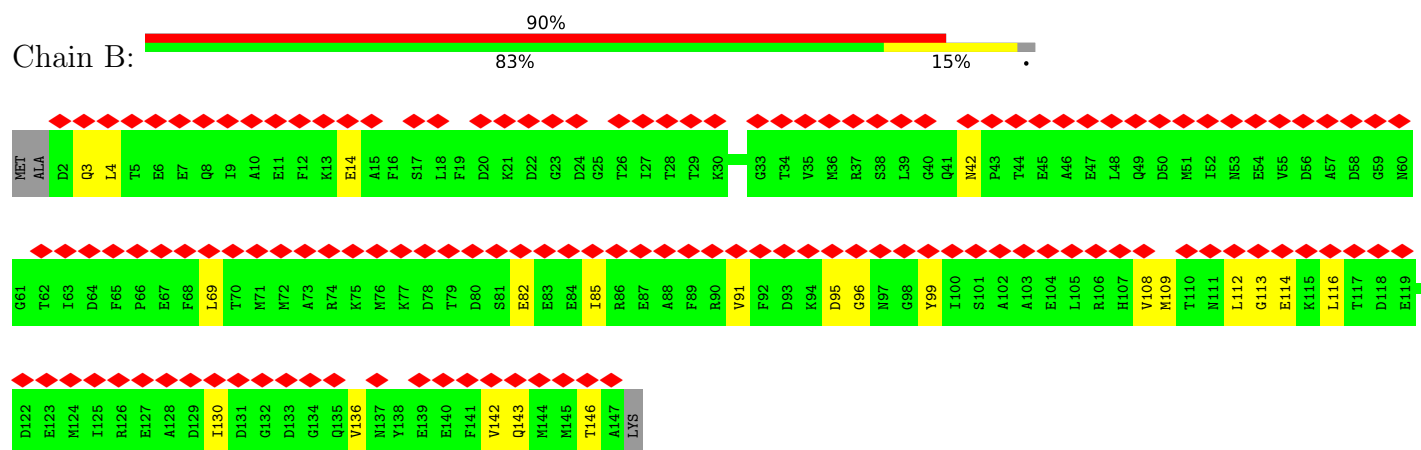 90%
Chain B:
83% 15% •
MET ALA D2 Q3 L4 T5 E6 E7 Q8 I9 A10 E11 F12 K13 E14 A15 F16 S17 L18 F19 D20 K21 D22 G23 D24 G25 T26 I27 T28 T29 K30 G33 T34 V35 M36 R37 S38 L39 G40 Q41 N42 P43 T44 E45 A46 E47 L48 Q49 D50 M51 I52 N53 E54 V55 D56 A57 D58 G59 N60
G61 T62 I63 D64 F65 P66 E67 F68 L69 T70 M71 M72 A73 R74 K75 M76 K77 D78 T79 D80 S81 E82 E83 E84 I85 R86 E87 A88 F89 R90 V91 F92 D93 K94 D95 G96 N97 G98 Y99 I100 S101 A102 A103 E104 L105 R106 H107 V108 M109 T110 N111 L112 G113 E114 K115 L116 T117 D118 E119
D122 E123 M124 I125 R126 E127 A128 D129 I130 D131 G132 D133 G134 Q135 V136 N137 Y138 E139 E140 F141 V142 Q143 M144 M145 T146 A147 LYS